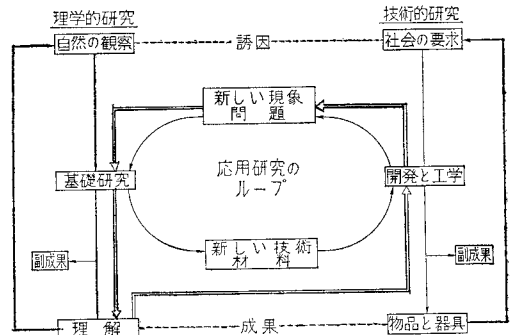 理学的研究
技術的研究
自然の観察
誘因
社会の要求
新しい現象
問題
基礎研究
応用研究の
ループ
開発と工学
新しい技術
材料
副成果
副成果
理解
成果
物品と器具